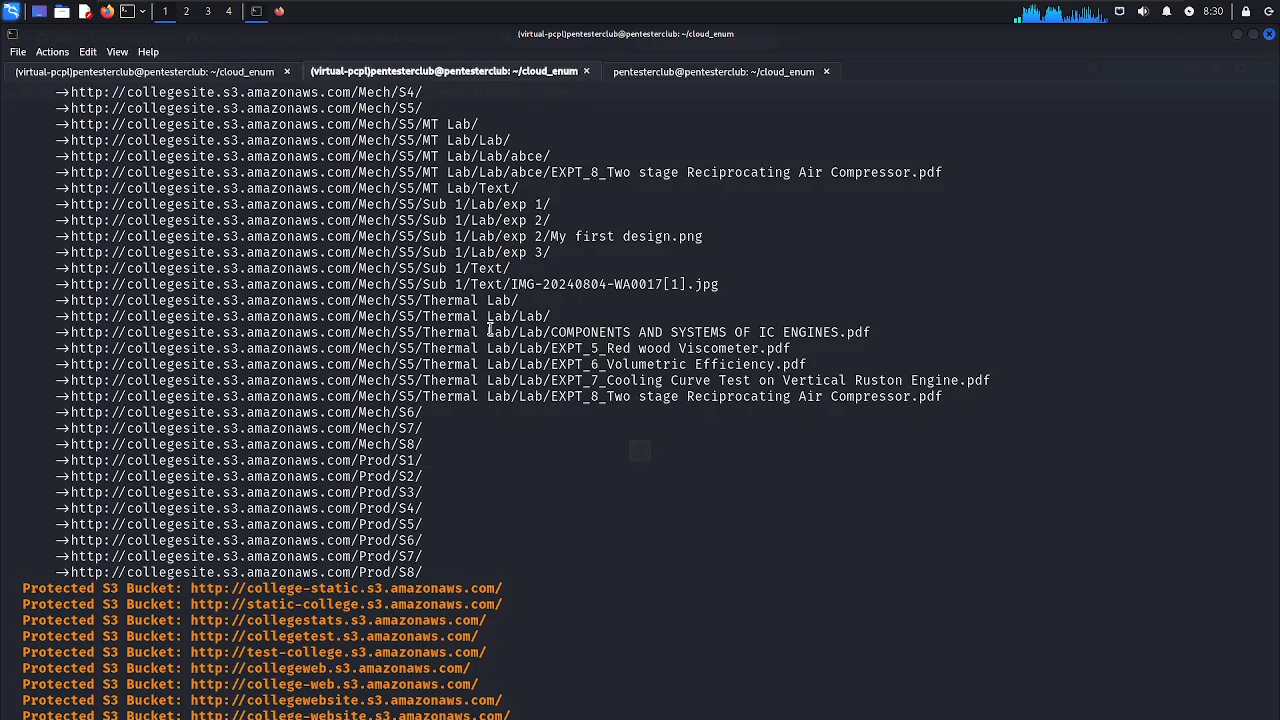 1 2 3 4 8:30
(virtual-pcpl)pentesterclub@pentesterclub: ~/cloud_enum
File Actions Edit View Help
(virtual-pcpl)pentesterclub@pentesterclub: ~/cloud_enum × (virtual-pcpl)pentesterclub@pentesterclub: ~/cloud_enum × pentesterclub@pentesterclub: ~/cloud_enum ×
→http://collegesite.s3.amazonaws.com/Mech/S4/
→http://collegesite.s3.amazonaws.com/Mech/S5/
→http://collegesite.s3.amazonaws.com/Mech/S5/MT Lab/
→http://collegesite.s3.amazonaws.com/Mech/S5/MT Lab/Lab/
→http://collegesite.s3.amazonaws.com/Mech/S5/MT Lab/Lab/abce/
→http://collegesite.s3.amazonaws.com/Mech/S5/MT Lab/Lab/abce/EXPT_8_Two stage Reciprocating Air Compressor.pdf
→http://collegesite.s3.amazonaws.com/Mech/S5/MT Lab/Text/
→http://collegesite.s3.amazonaws.com/Mech/S5/Sub 1/Lab/exp 1/
→http://collegesite.s3.amazonaws.com/Mech/S5/Sub 1/Lab/exp 2/
→http://collegesite.s3.amazonaws.com/Mech/S5/Sub 1/Lab/exp 2/My first design.png
→http://collegesite.s3.amazonaws.com/Mech/S5/Sub 1/Lab/exp 3/
→http://collegesite.s3.amazonaws.com/Mech/S5/Sub 1/Text/
→http://collegesite.s3.amazonaws.com/Mech/S5/Sub 1/Text/IMG-20240804-WA0017[1].jpg
→http://collegesite.s3.amazonaws.com/Mech/S5/Thermal Lab/
→http://collegesite.s3.amazonaws.com/Mech/S5/Thermal Lab/Lab/
→http://collegesite.s3.amazonaws.com/Mech/S5/Thermal Lab/Lab/COMPONENTS AND SYSTEMS OF IC ENGINES.pdf
→http://collegesite.s3.amazonaws.com/Mech/S5/Thermal Lab/Lab/EXPT_5_Red wood Viscometer.pdf
→http://collegesite.s3.amazonaws.com/Mech/S5/Thermal Lab/Lab/EXPT_6_Volumetric Efficiency.pdf
→http://collegesite.s3.amazonaws.com/Mech/S5/Thermal Lab/Lab/EXPT_7_Cooling Curve Test on Vertical Ruston Engine.pdf
→http://collegesite.s3.amazonaws.com/Mech/S5/Thermal Lab/Lab/EXPT_8_Two stage Reciprocating Air Compressor.pdf
→http://collegesite.s3.amazonaws.com/Mech/S6/
→http://collegesite.s3.amazonaws.com/Mech/S7/
→http://collegesite.s3.amazonaws.com/Mech/S8/
→http://collegesite.s3.amazonaws.com/Prod/S1/
→http://collegesite.s3.amazonaws.com/Prod/S2/
→http://collegesite.s3.amazonaws.com/Prod/S3/
→http://collegesite.s3.amazonaws.com/Prod/S4/
→http://collegesite.s3.amazonaws.com/Prod/S5/
→http://collegesite.s3.amazonaws.com/Prod/S6/
→http://collegesite.s3.amazonaws.com/Prod/S7/
→http://collegesite.s3.amazonaws.com/Prod/S8/
Protected S3 Bucket: http://college-static.s3.amazonaws.com/
Protected S3 Bucket: http://static-college.s3.amazonaws.com/
Protected S3 Bucket: http://collegestats.s3.amazonaws.com/
Protected S3 Bucket: http://collegetest.s3.amazonaws.com/
Protected S3 Bucket: http://test-college.s3.amazonaws.com/
Protected S3 Bucket: http://collegeweb.s3.amazonaws.com/
Protected S3 Bucket: http://college-web.s3.amazonaws.com/
Protected S3 Bucket: http://collegewebsite.s3.amazonaws.com/
Protected S3 Bucket: http://college-website.s3.amazonaws.com/